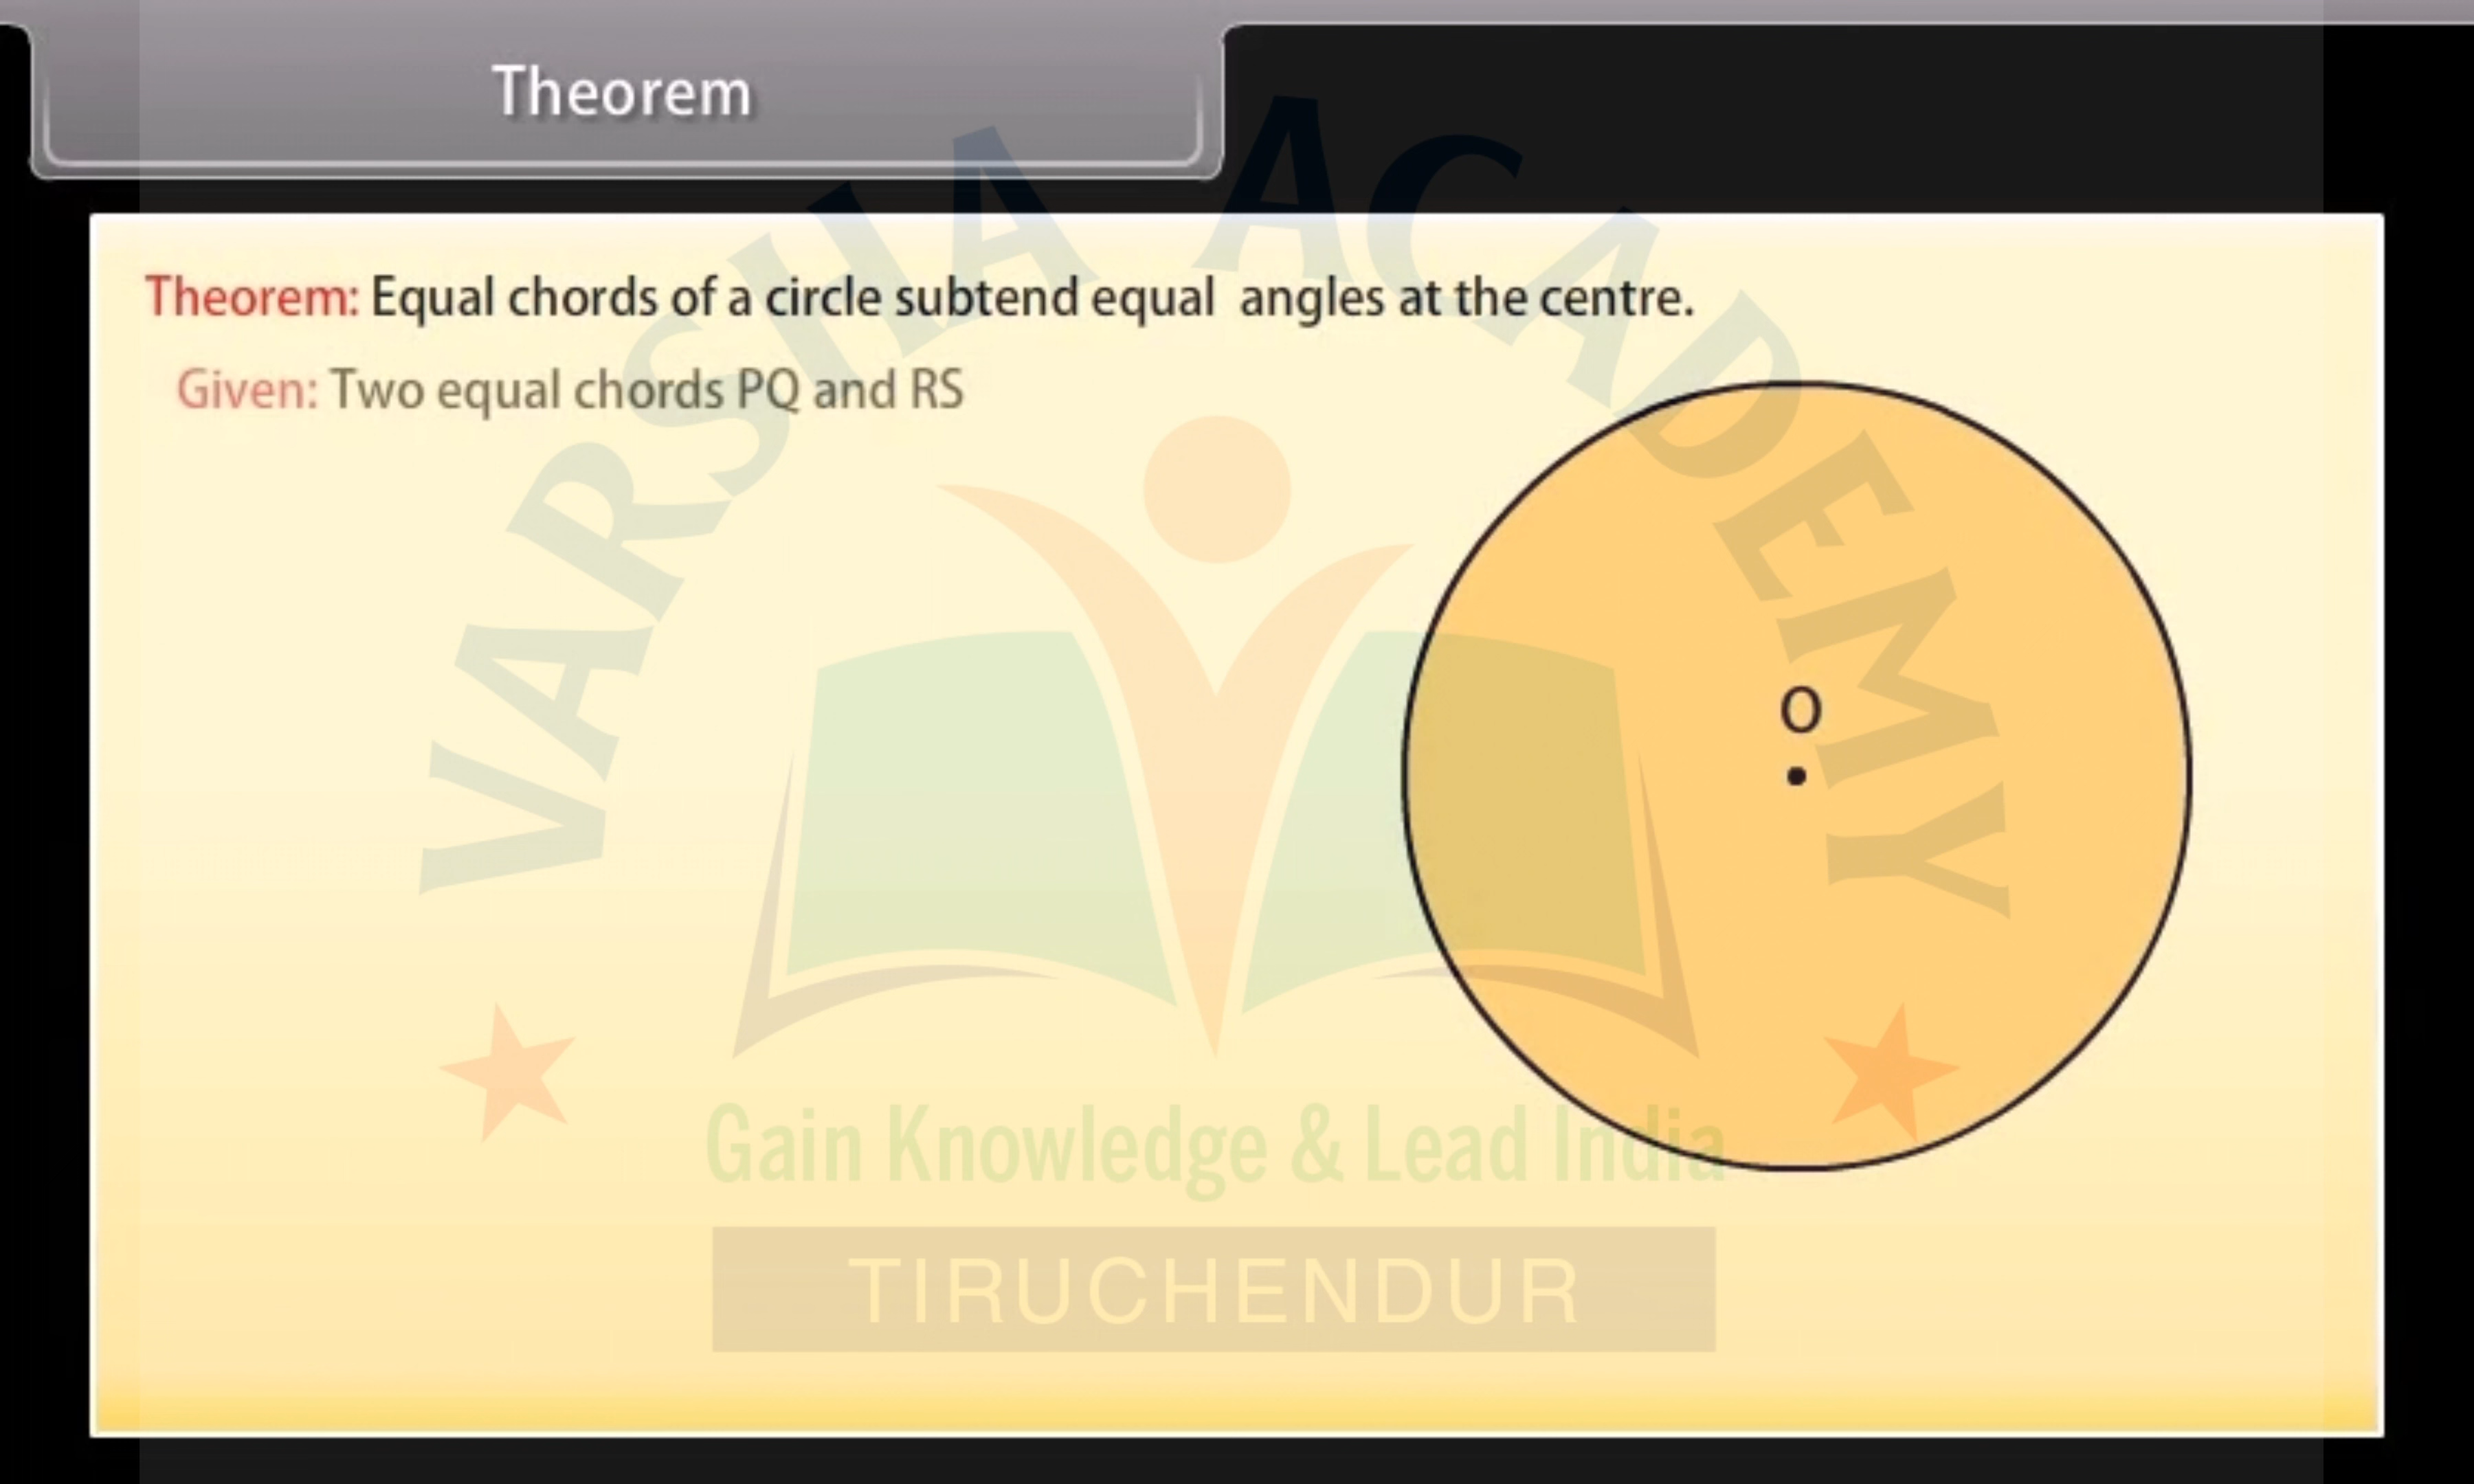 Theorem
Theorem: Equal chords of a circle subtend equal angles at the centre.
Given: Two equal chords PQ and RS
O
VARSHA ACADEMY
Gain Knowledge & Lead India
TIRUCHENDUR